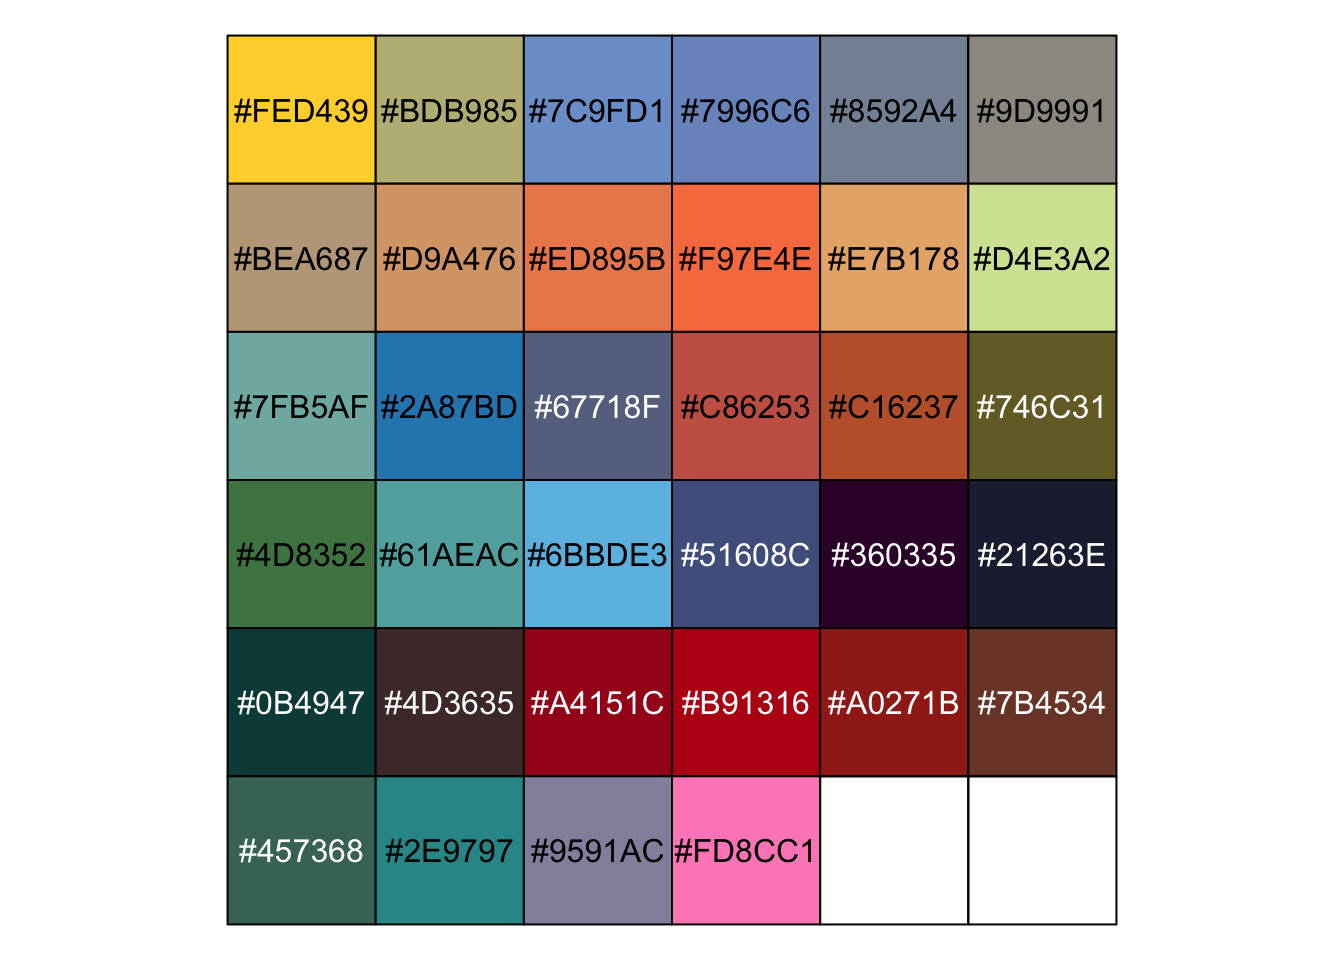 #FED439 #BDB985 #7C9FD1 #7996C6 #8592A4 #9D9991
#BEA687 #D9A476 #ED895B #F97E4E #E7B178 #D4E3A2
#7FB5AF #2A87BD #67718F #C86253 #C16237 #746C31
#4D8352 #61AEAC #6BBDE3 #51608C #360335 #21263E
#0B4947 #4D3635 #A4151C #B91316 #A0271B #7B4534
#457368 #2E9797 #9591AC #FD8CC1